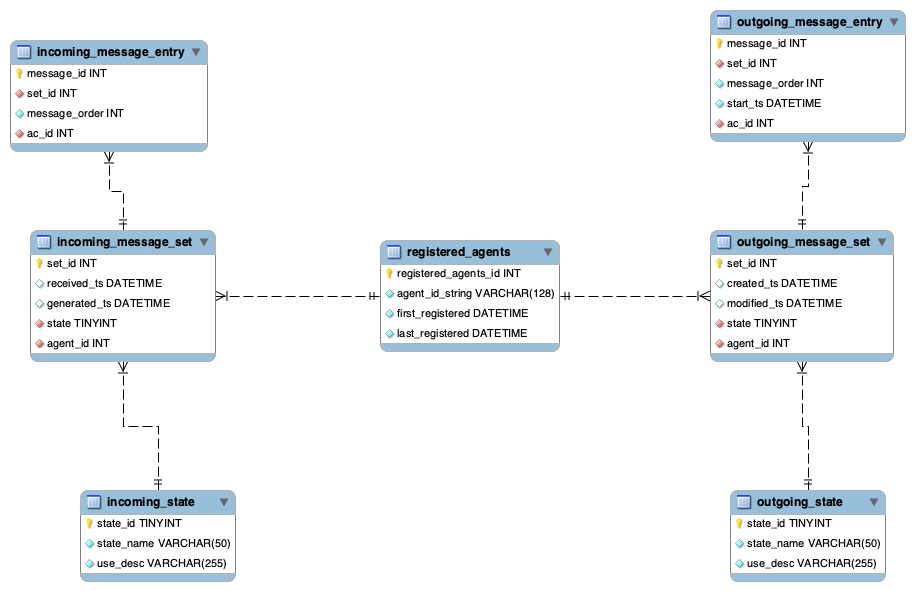 incoming_message_entry
message_id INT
set_id INT
message_order INT
ac_id INT
outgoing_message_entry
message_id INT
set_id INT
message_order INT
start_ts DATETIME
ac_id INT
incoming_message_set
set_id INT
received_ts DATETIME
generated_ts DATETIME
state TINYINT
agent_id INT
registered_agents
registered_agents_id INT
agent_id_string VARCHAR(128)
first_registered DATETIME
last_registered DATETIME
outgoing_message_set
set_id INT
created_ts DATETIME
modified_ts DATETIME
state TINYINT
agent_id INT
incoming_state
state_id TINYINT
state_name VARCHAR(50)
use_desc VARCHAR(255)
outgoing_state
state_id TINYINT
state_name VARCHAR(50)
use_desc VARCHAR(255)